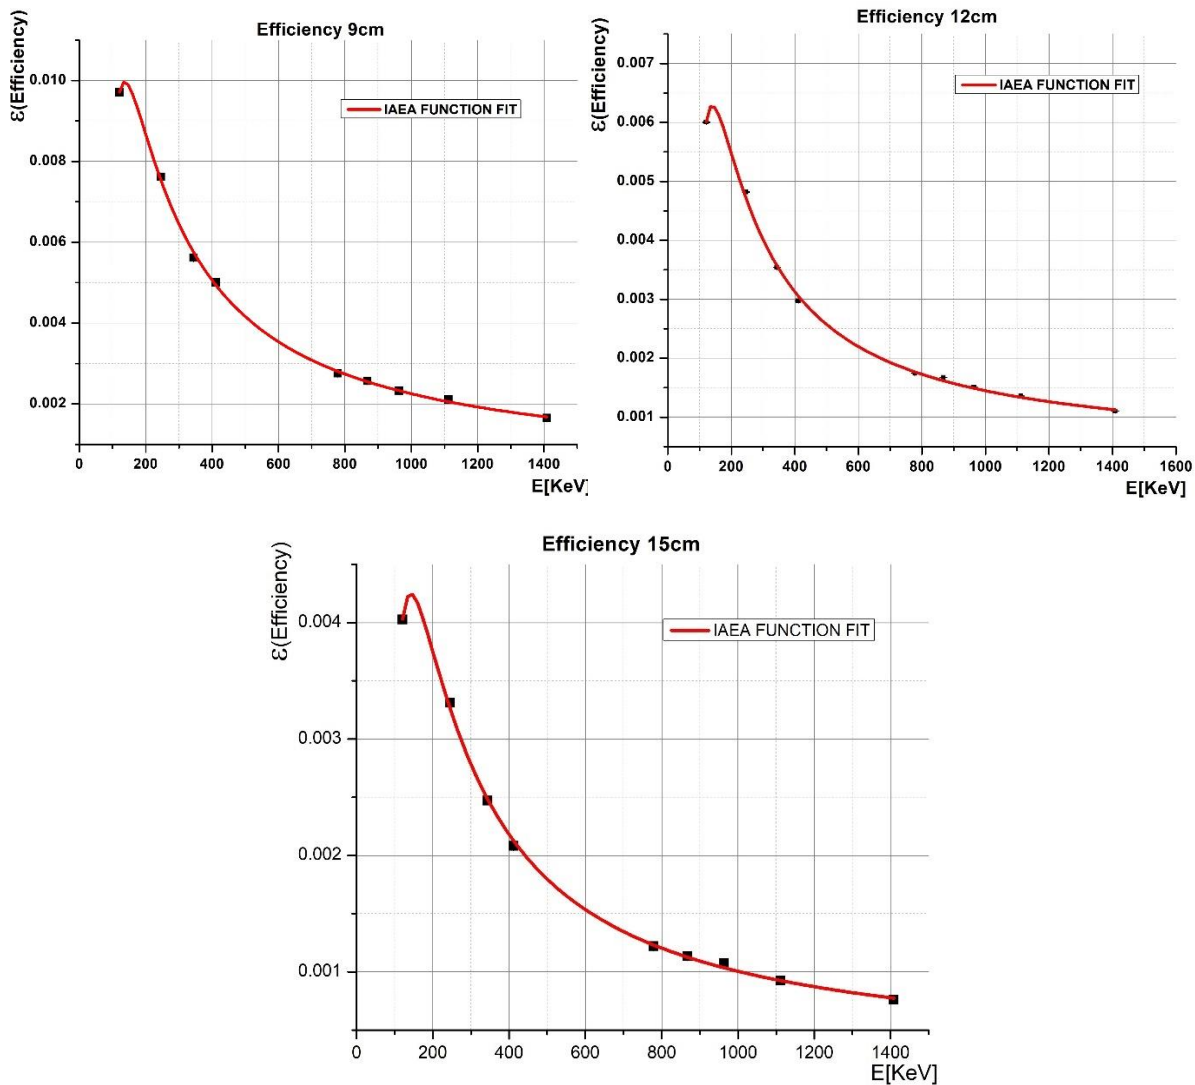 Efficiency 9cm
ε(Efficiency)
0.010
0.008
0.006
0.004
0.002
IAEA FUNCTION FIT
0 200 400 600 800 1000 1200 1400
E[KeV]
Efficiency 12cm
ε(Efficiency)
0.007
0.006
0.005
0.004
0.003
0.002
0.001
IAEA FUNCTION FIT
0 200 400 600 800 1000 1200 1400 1600
E[KeV]
Efficiency 15cm
ε(Efficiency)
0.004
0.003
0.002
0.001
IAEA FUNCTION FIT
0 200 400 600 800 1000 1200 1400
E[KeV]